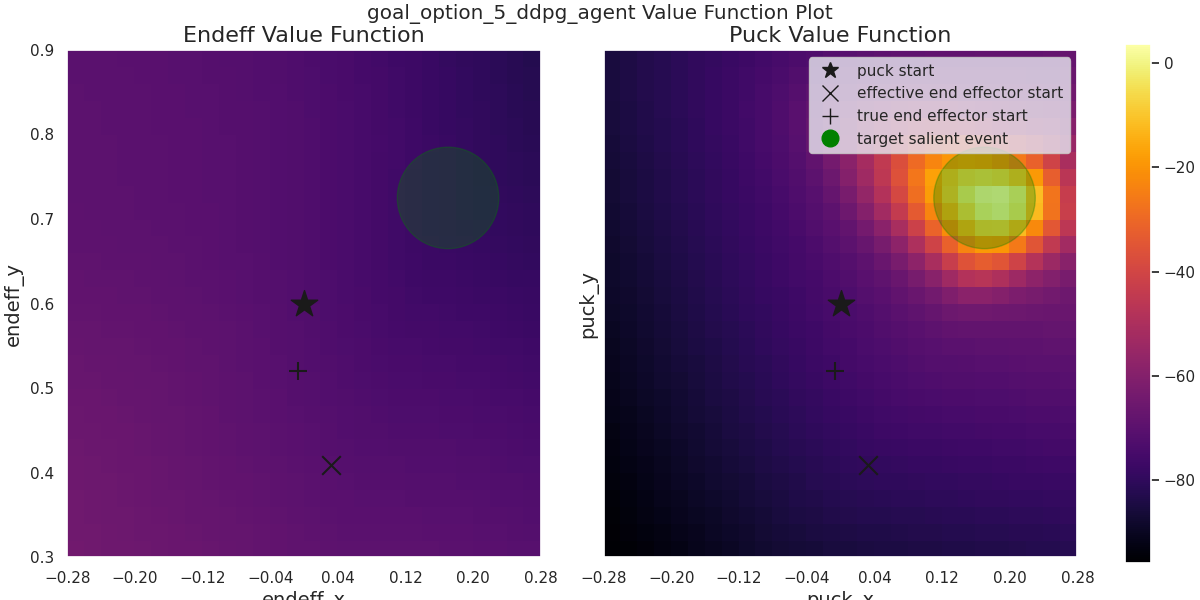 goal_option_5_ddpg_agent Value Function Plot
Endeff Value Function
Puck Value Function
0.9
0.8
0.7
0.6
0.5
0.4
0.3
endeff_y
−0.28 −0.20 −0.12 −0.04 0.04 0.12 0.20 0.28
endeff_x
puck start
effective end effector start
true end effector start
target salient event
puck_y
−0.28 −0.20 −0.12 −0.04 0.04 0.12 0.20 0.28
puck_x
0
−20
−40
−60
−80